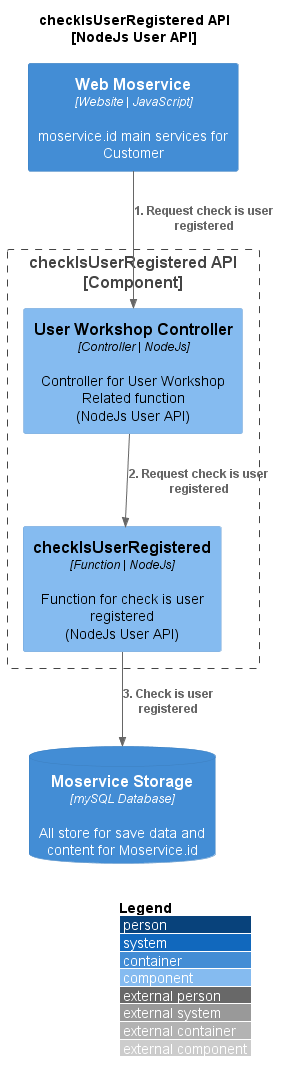 checkIsUserRegistered API
[NodeJs User API]
Web Moservice
[Website | JavaScript]
moservice.id main services for
Customer
1. Request check is user
registered
checkIsUserRegistered API
[Component]
User Workshop Controller
[Controller | NodeJs]
Controller for User Workshop
Related function
(NodeJs User API)
2. Request check is user
registered
checkIsUserRegistered
[Function | NodeJs]
Function for check is user
registered
(NodeJs User API)
3. Check is user
registered
Moservice Storage
[mySQL Database]
All store for save data and
content for Moservice.id
Legend
person
system
container
component
external person
external system
external container
external component